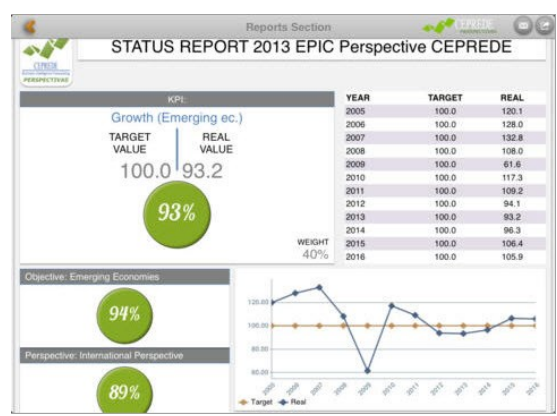 Reports Section
CEPREDE
PERSPECTIVAS
STATUS REPORT 2013 EPIC Perspective CEPREDE
CEPREDE
PERSPECTIVAS
KPI:
Growth (Emerging ec.)
TARGET VALUE
REAL VALUE
100.0 93.2
93%
WEIGHT
40%
YEAR TARGET REAL
2005 100.0 120.1
2006 100.0 128.0
2007 100.0 132.8
2008 100.0 108.0
2009 100.0 61.6
2010 100.0 117.3
2011 100.0 109.2
2012 100.0 94.1
2013 100.0 93.2
2014 100.0 96.3
2015 100.0 106.4
2016 100.0 105.9
Objective: Emerging Economies
94%
Perspective: International Perspective
89%
120.00
100.00
80.00
60.00
2005 2006 2007 2008 2009 2010 2011 2012 2013 2014 2015 2016
Target Real